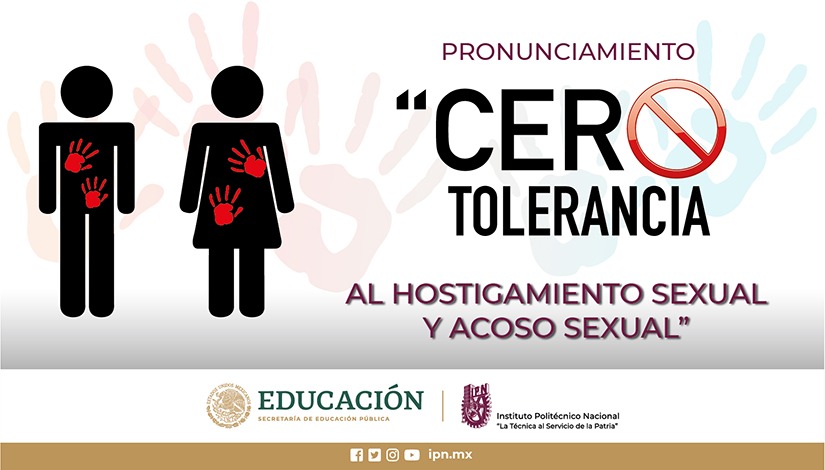 PRONUNCIAMIENTO
“CERO
TOLERANCIA
AL HOSTIGAMIENTO SEXUAL
Y ACOSO SEXUAL”
EDUCACIÓN
SECRETARÍA DE EDUCACIÓN PÚBLICA
IPN
Instituto Politécnico Nacional
"La Técnica al Servicio de la Patria"
ipn.mx